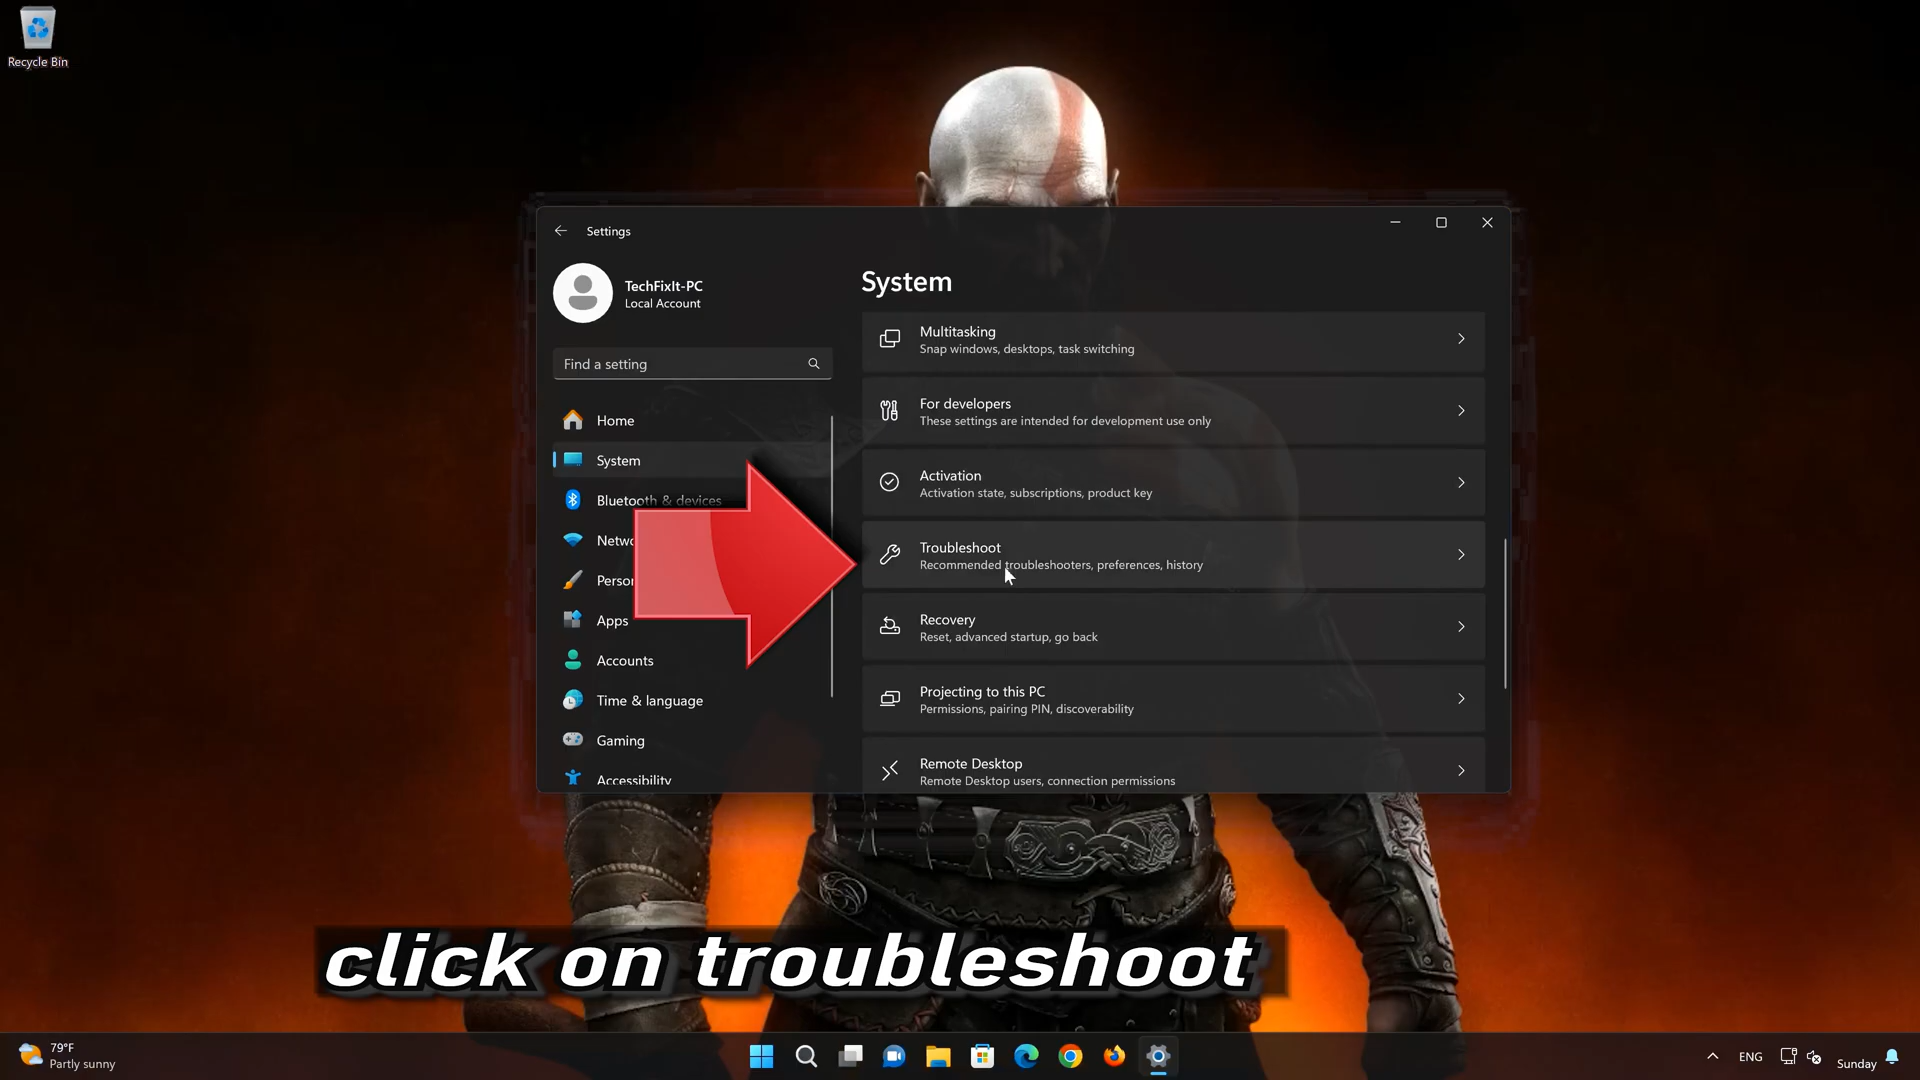 Recycle Bin
Settings
TechFixIt-PC
Local Account
Find a setting
Home
System
Bluetooth & devices
Netwo
Person
Apps
Accounts
Time & language
Gaming
Accessibility
System
Multitasking
Snap windows, desktops, task switching
For developers
These settings are intended for development use only
Activation
Activation state, subscriptions, product key
Troubleshoot
Recommended troubleshooters, preferences, history
Recovery
Reset, advanced startup, go back
Projecting to this PC
Permissions, pairing PIN, discoverability
Remote Desktop
Remote Desktop users, connection permissions
click on troubleshoot
79°F
Partly sunny
ENG
Sunday